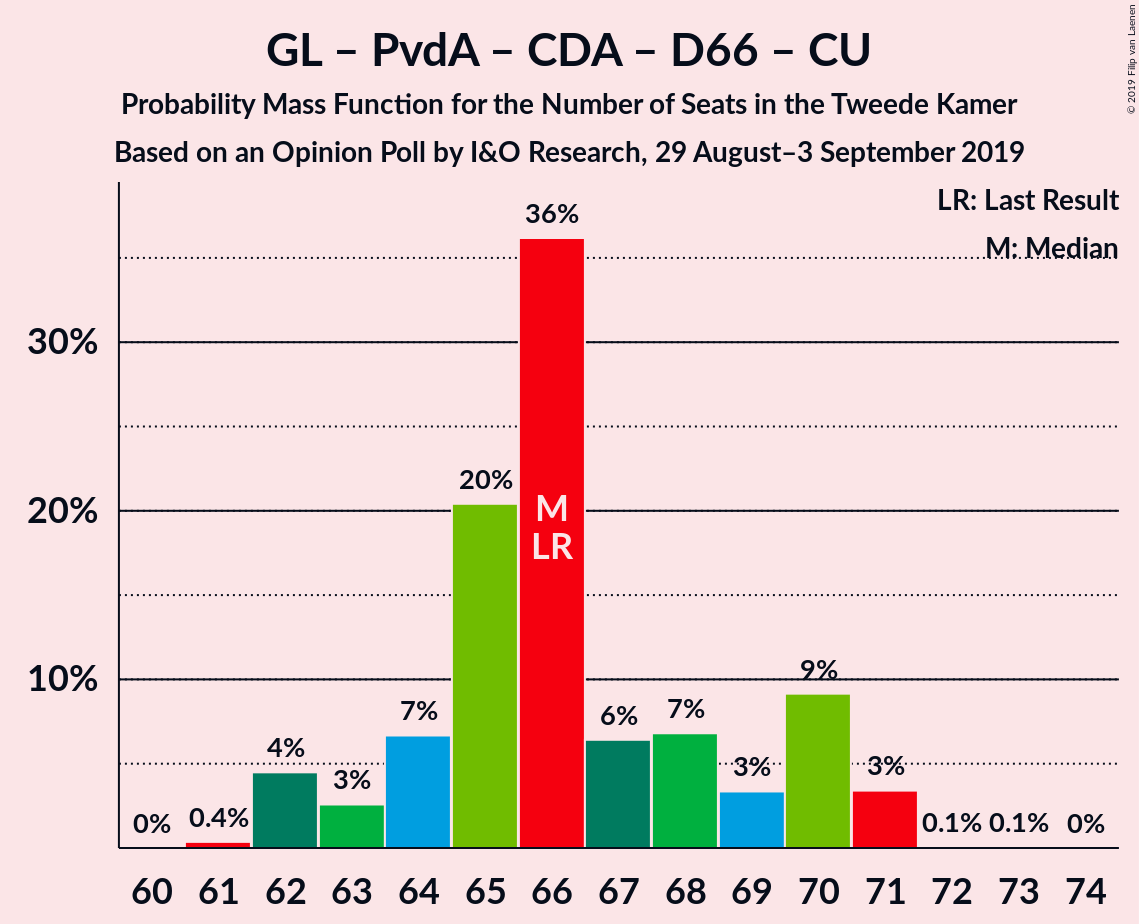 GL – PvdA – CDA – D66 – CU
Probability Mass Function for the Number of Seats in the Tweede Kamer
Based on an Opinion Poll by I&O Research, 29 August–3 September 2019
© 2019 Filip van Laenen
LR: Last Result
M: Median
30%
20%
10%
0%
0.4%
4%
3%
7%
20%
36%
M
LR
6%
7%
3%
9%
3%
0.1%
0.1%
0%
60 61 62 63 64 65 66 67 68 69 70 71 72 73 74